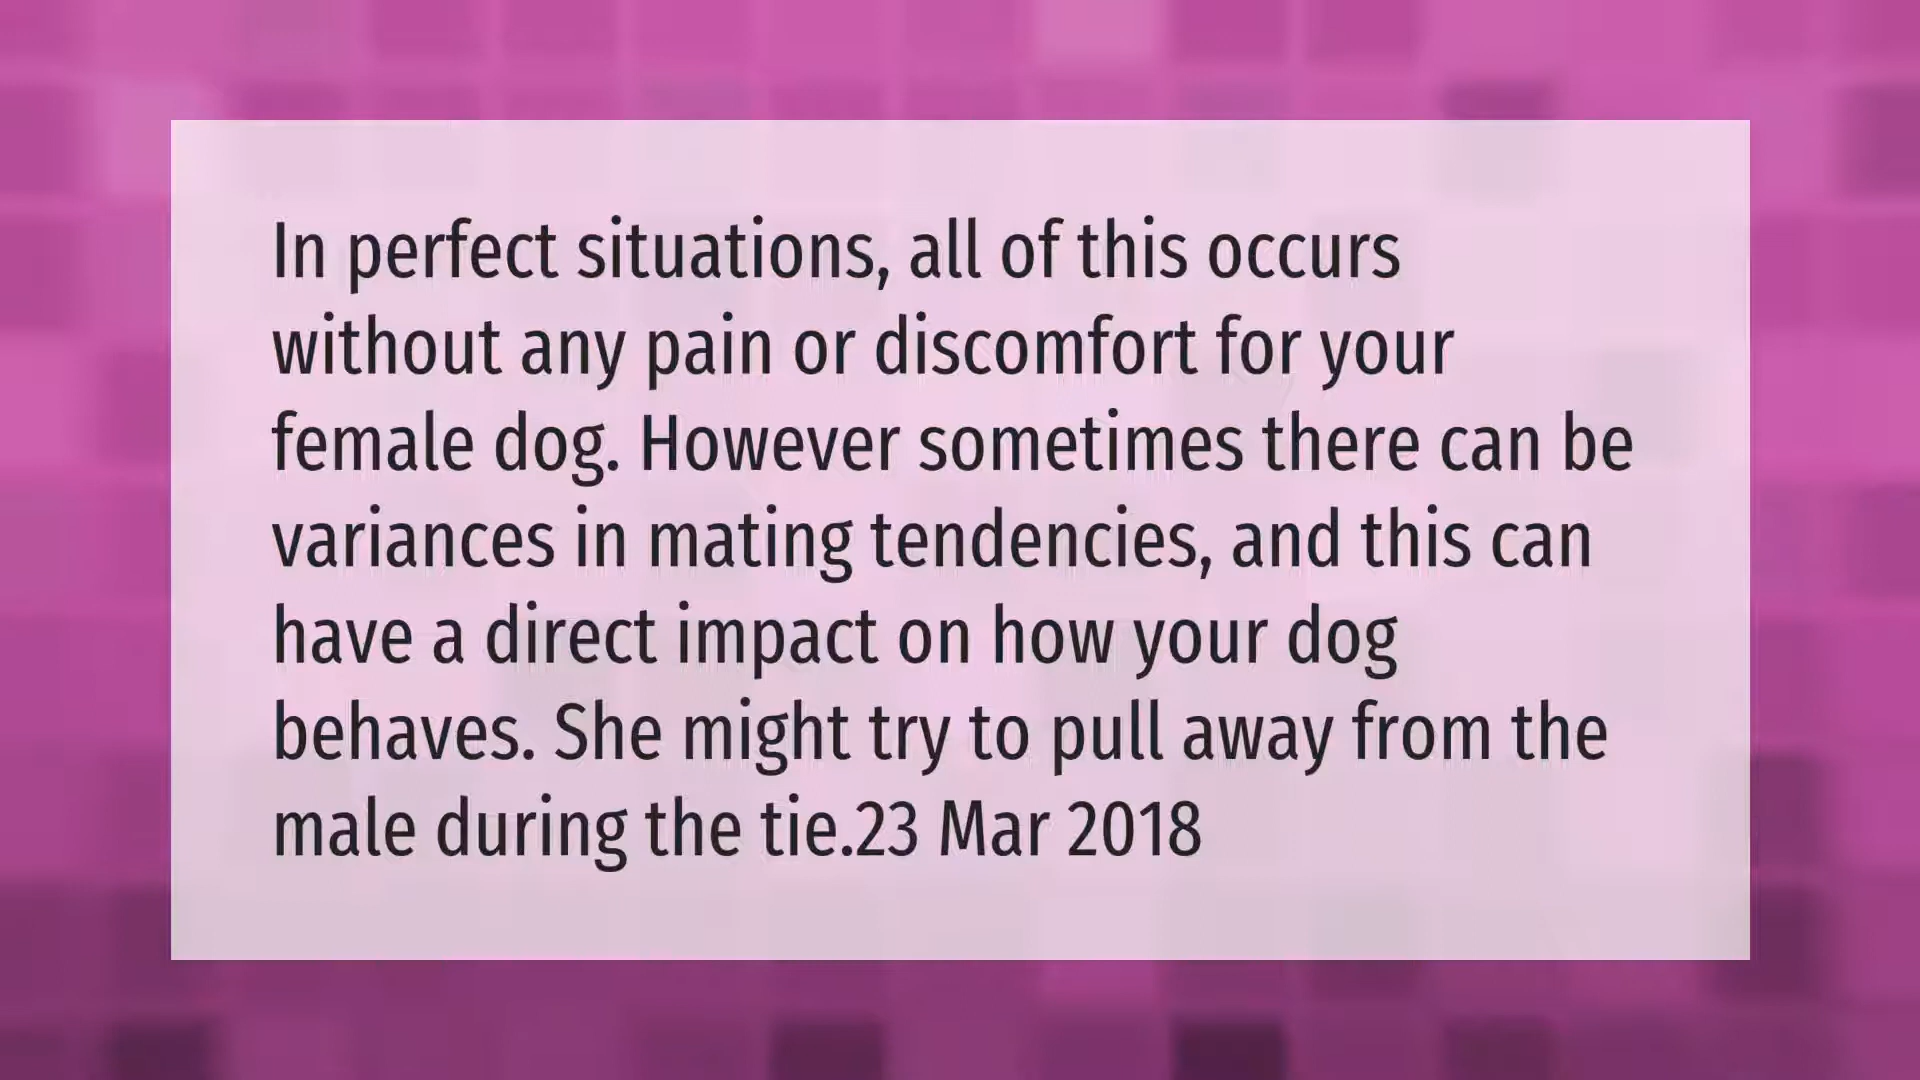 In perfect situations, all of this occurs
without any pain or discomfort for your
female dog. However sometimes there can be
variances in mating tendencies, and this can
have a direct impact on how your dog
behaves. She might try to pull away from the
male during the tie.23 Mar 2018